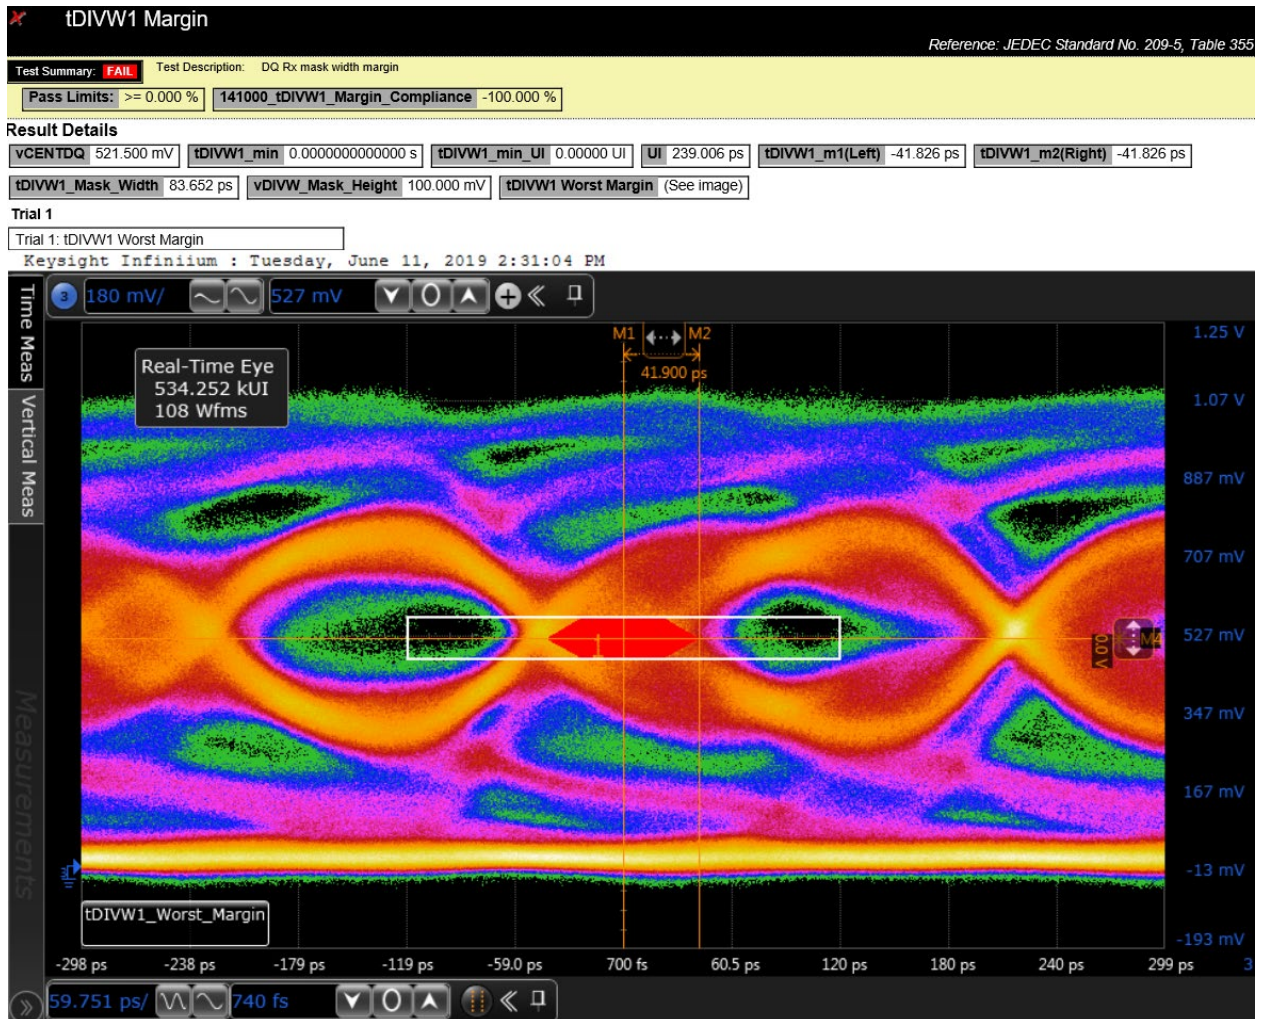 tDIVW1 Margin
Reference: JEDEC Standard No. 209-5, Table 355
Test Summary: FAIL Test Description: DQ Rx mask width margin
Pass Limits: >= 0.000 % 141000_tDIVW1_Margin_Compliance -100.000 %
Result Details
vCENTDQ 521.500 mV tDIVW1_min 0.0000000000000 s tDIVW1_min_UI 0.00000 UI UI 239.006 ps tDIVW1_m1(Left) -41.826 ps tDIVW1_m2(Right) -41.826 ps
tDIVW1_Mask_Width 83.652 ps vDIVW_Mask_Height 100.000 mV tDIVW1 Worst Margin (See image)
Trial 1
Trial 1: tDIVW1 Worst Margin
Keysight Infiniium : Tuesday, June 11, 2019 2:31:04 PM
3 180 mV/ 527 mV
Time Meas
Vertical Meas
Measurements
M1 M2
41.900 ps
Real-Time Eye
534.252 kUI
108 Wfms
1.25 V
1.07 V
887 mV
707 mV
527 mV
347 mV
167 mV
-13 mV
-193 mV
0.0 V
M4
1
3
tDIVW1_Worst_Margin
-298 ps -238 ps -179 ps -119 ps -59.0 ps 700 fs 60.5 ps 120 ps 180 ps 240 ps 299 ps 3
59.751 ps/ 740 fs